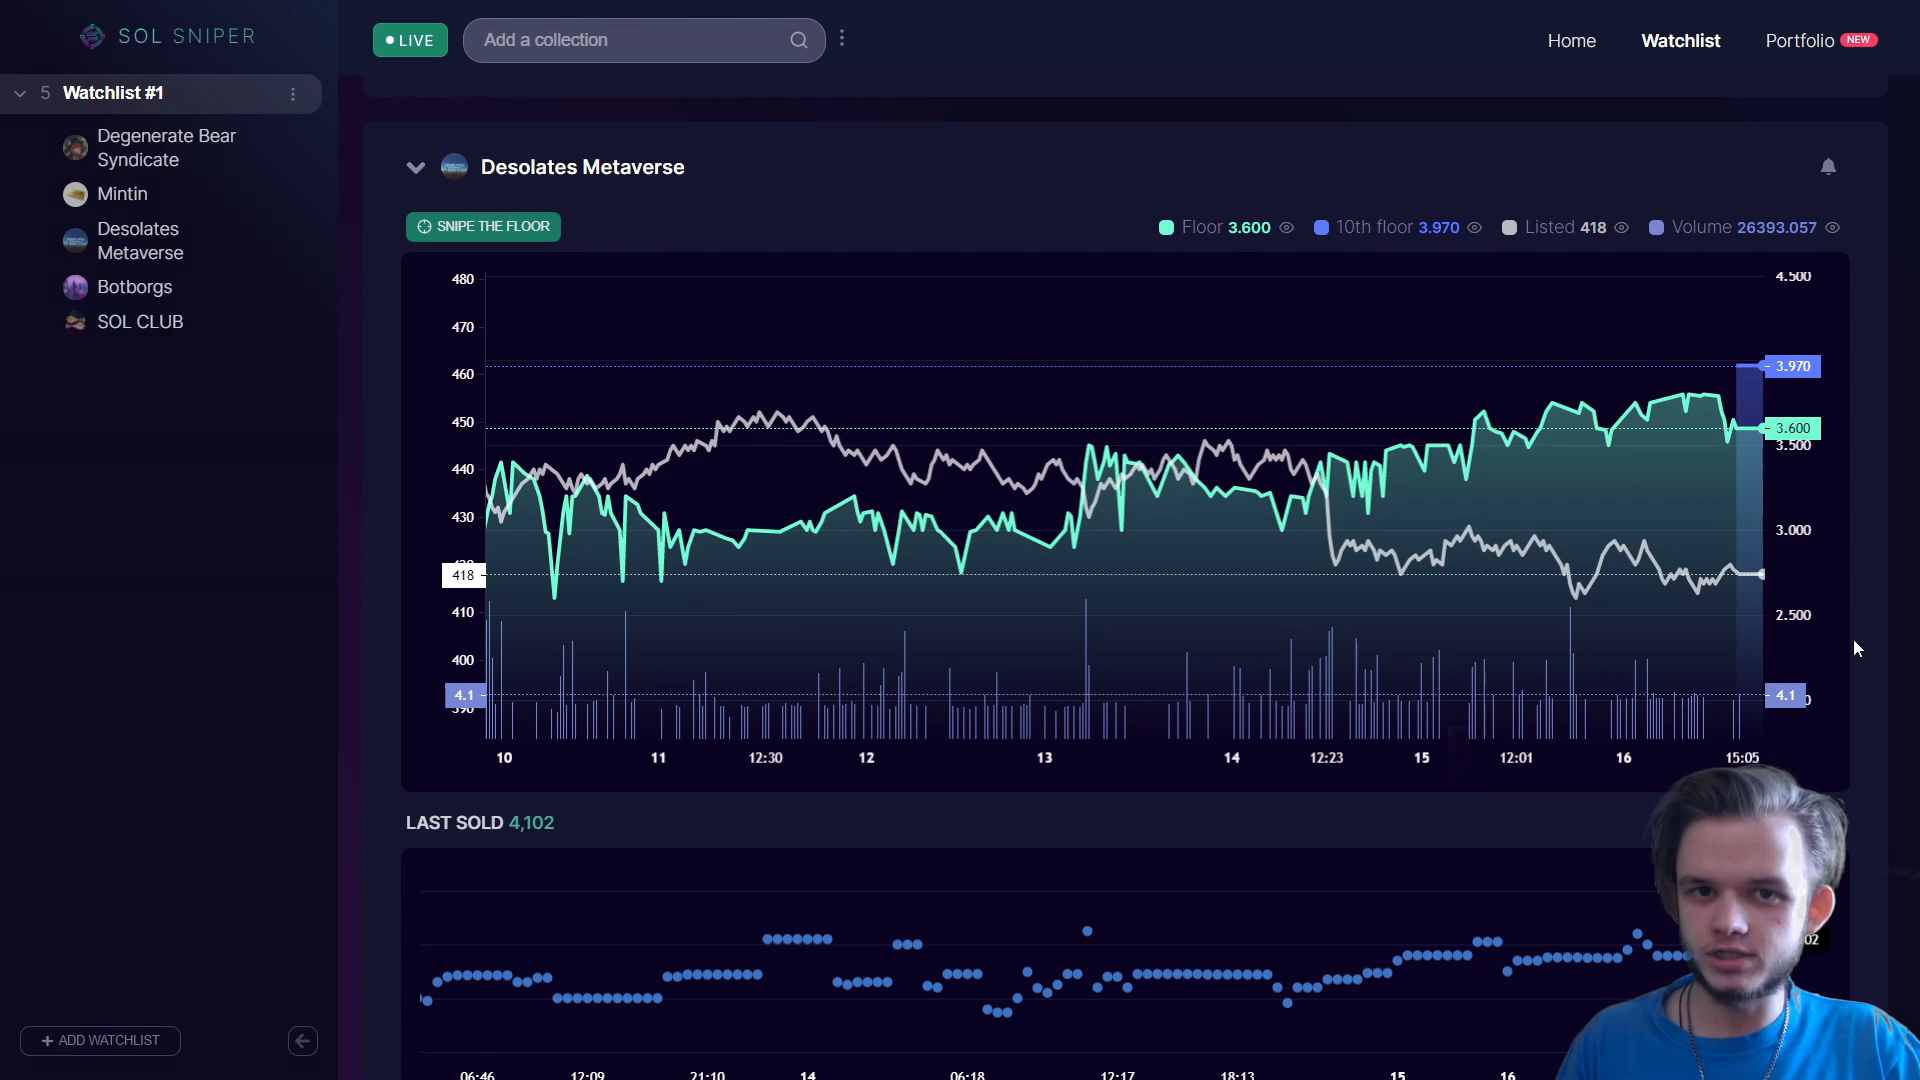 SOL SNIPER
LIVE
Add a collection
Home
Watchlist
Portfolio NEW
5 Watchlist #1
Degenerate Bear
Syndicate
Mintin
Desolates
Metaverse
Botborgs
SOL CLUB
Desolates Metaverse
SNIPE THE FLOOR
Floor 3.600
10th floor 3.970
Listed 418
Volume 26393.057
480
470
460
450
440
430
418
410
400
4.1
390
4.500
3.970
3.600
3.500
3.000
2.500
4.1
10 11 12:30 12 13 14 12:23 15 12:01 16 15:05
LAST SOLD 4,102
02
06:46 12:09 21:10 14 06:18 12:17 18:13 15 16
+ ADD WATCHLIST